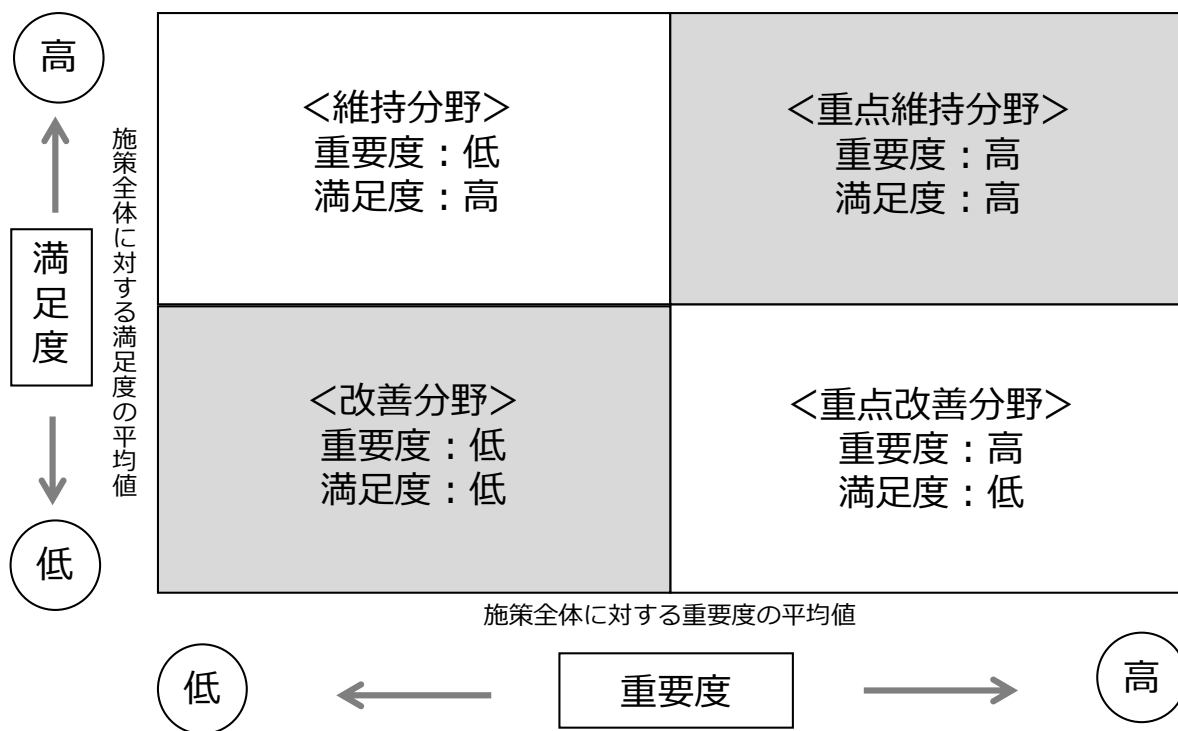 高
施策全体に対する満足度の平均値
満足度
低
＜維持分野＞
重要度：低
満足度：高
＜重点維持分野＞
重要度：高
満足度：高
＜改善分野＞
重要度：低
満足度：低
＜重点改善分野＞
重要度：高
満足度：低
施策全体に対する重要度の平均値
低
重要度
高